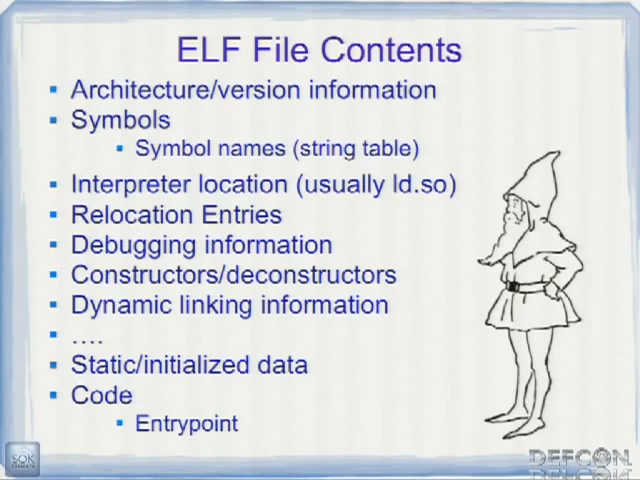 ELF File Contents
Architecture/version information
Symbols
Symbol names (string table)
Interpreter location (usually ld.so)
Relocation Entries
Debugging information
Constructors/deconstructors
Dynamic linking information
....
Static/initialized data
Code
Entrypoint
SOK
DEFCON